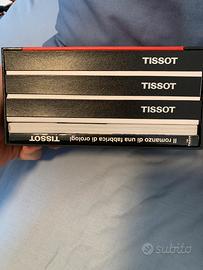 TISSOT
TISSOT
TISSOT
Il romanzo di una fabbrica di orologi TISSOT
subito